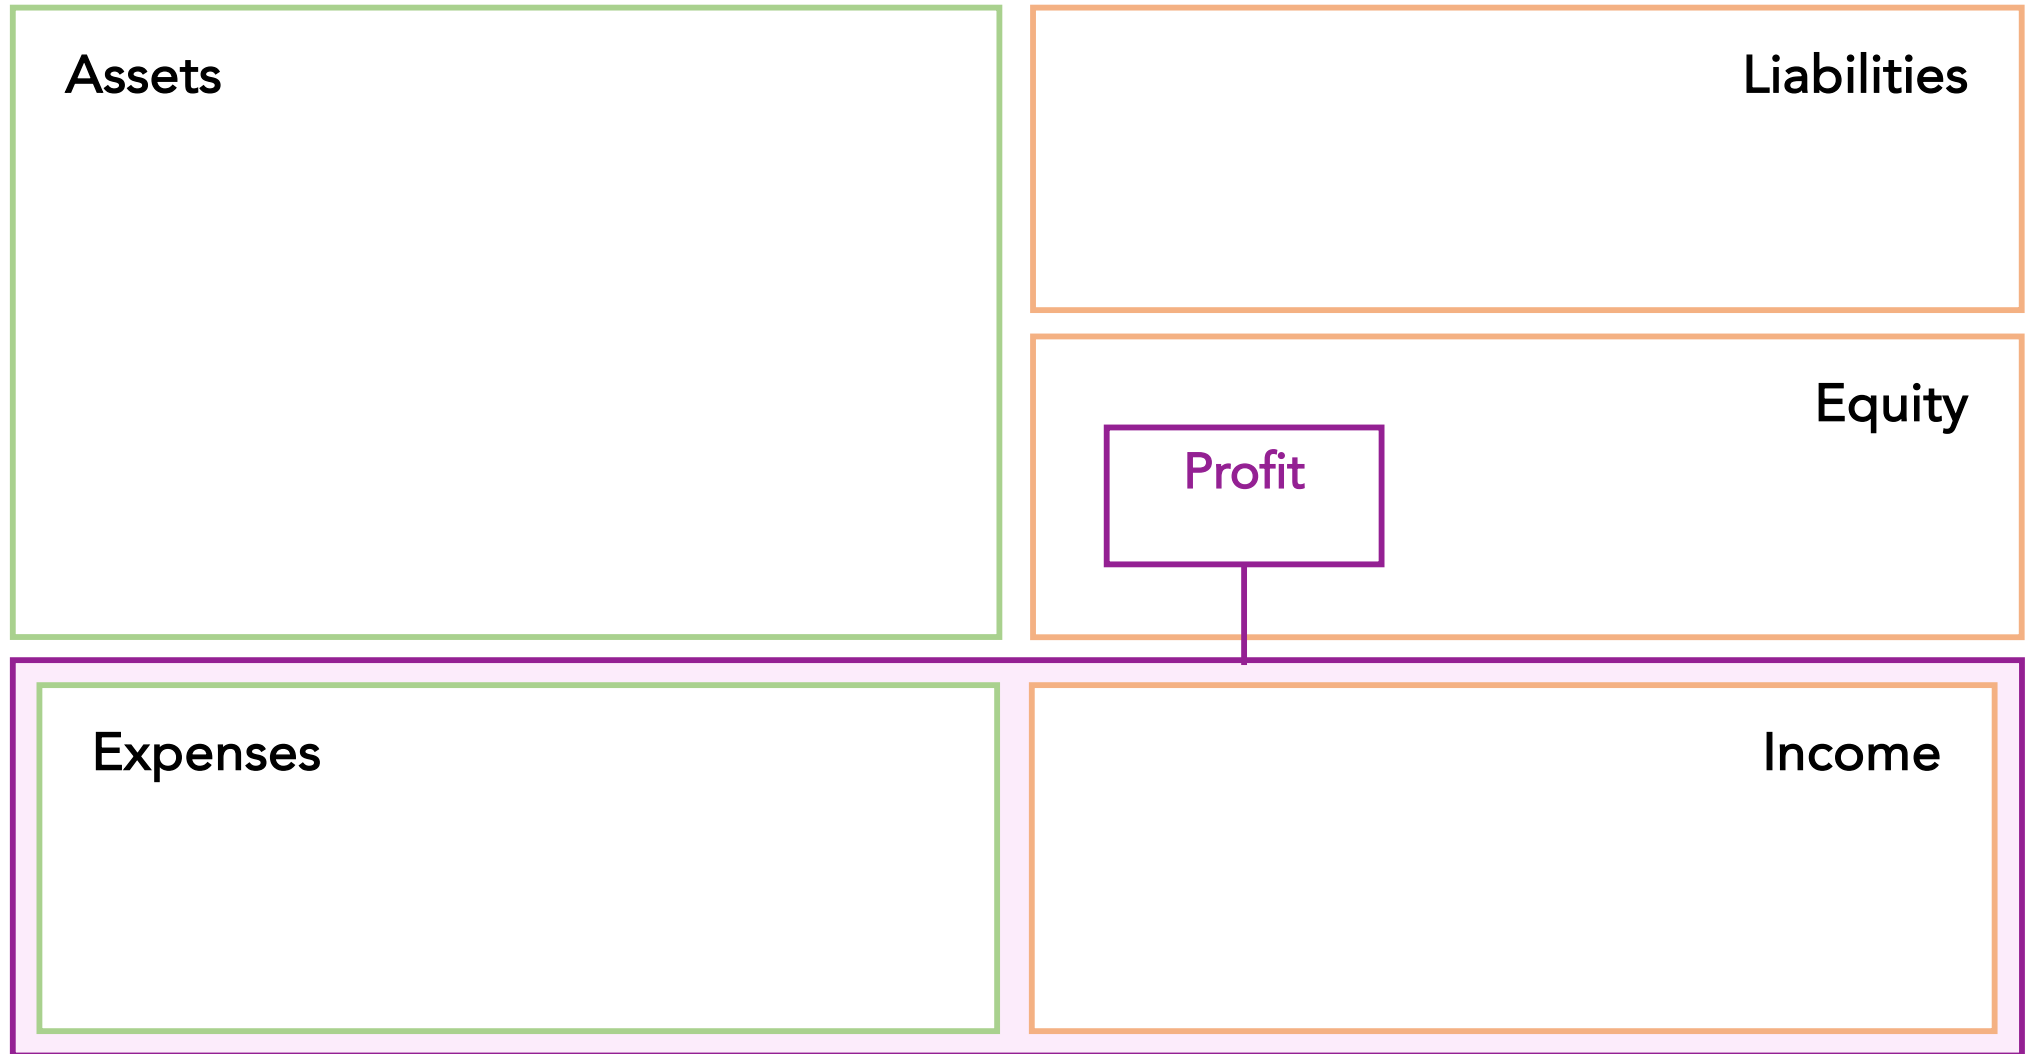 Assets
Liabilities
Equity
Profit
Expenses
Income